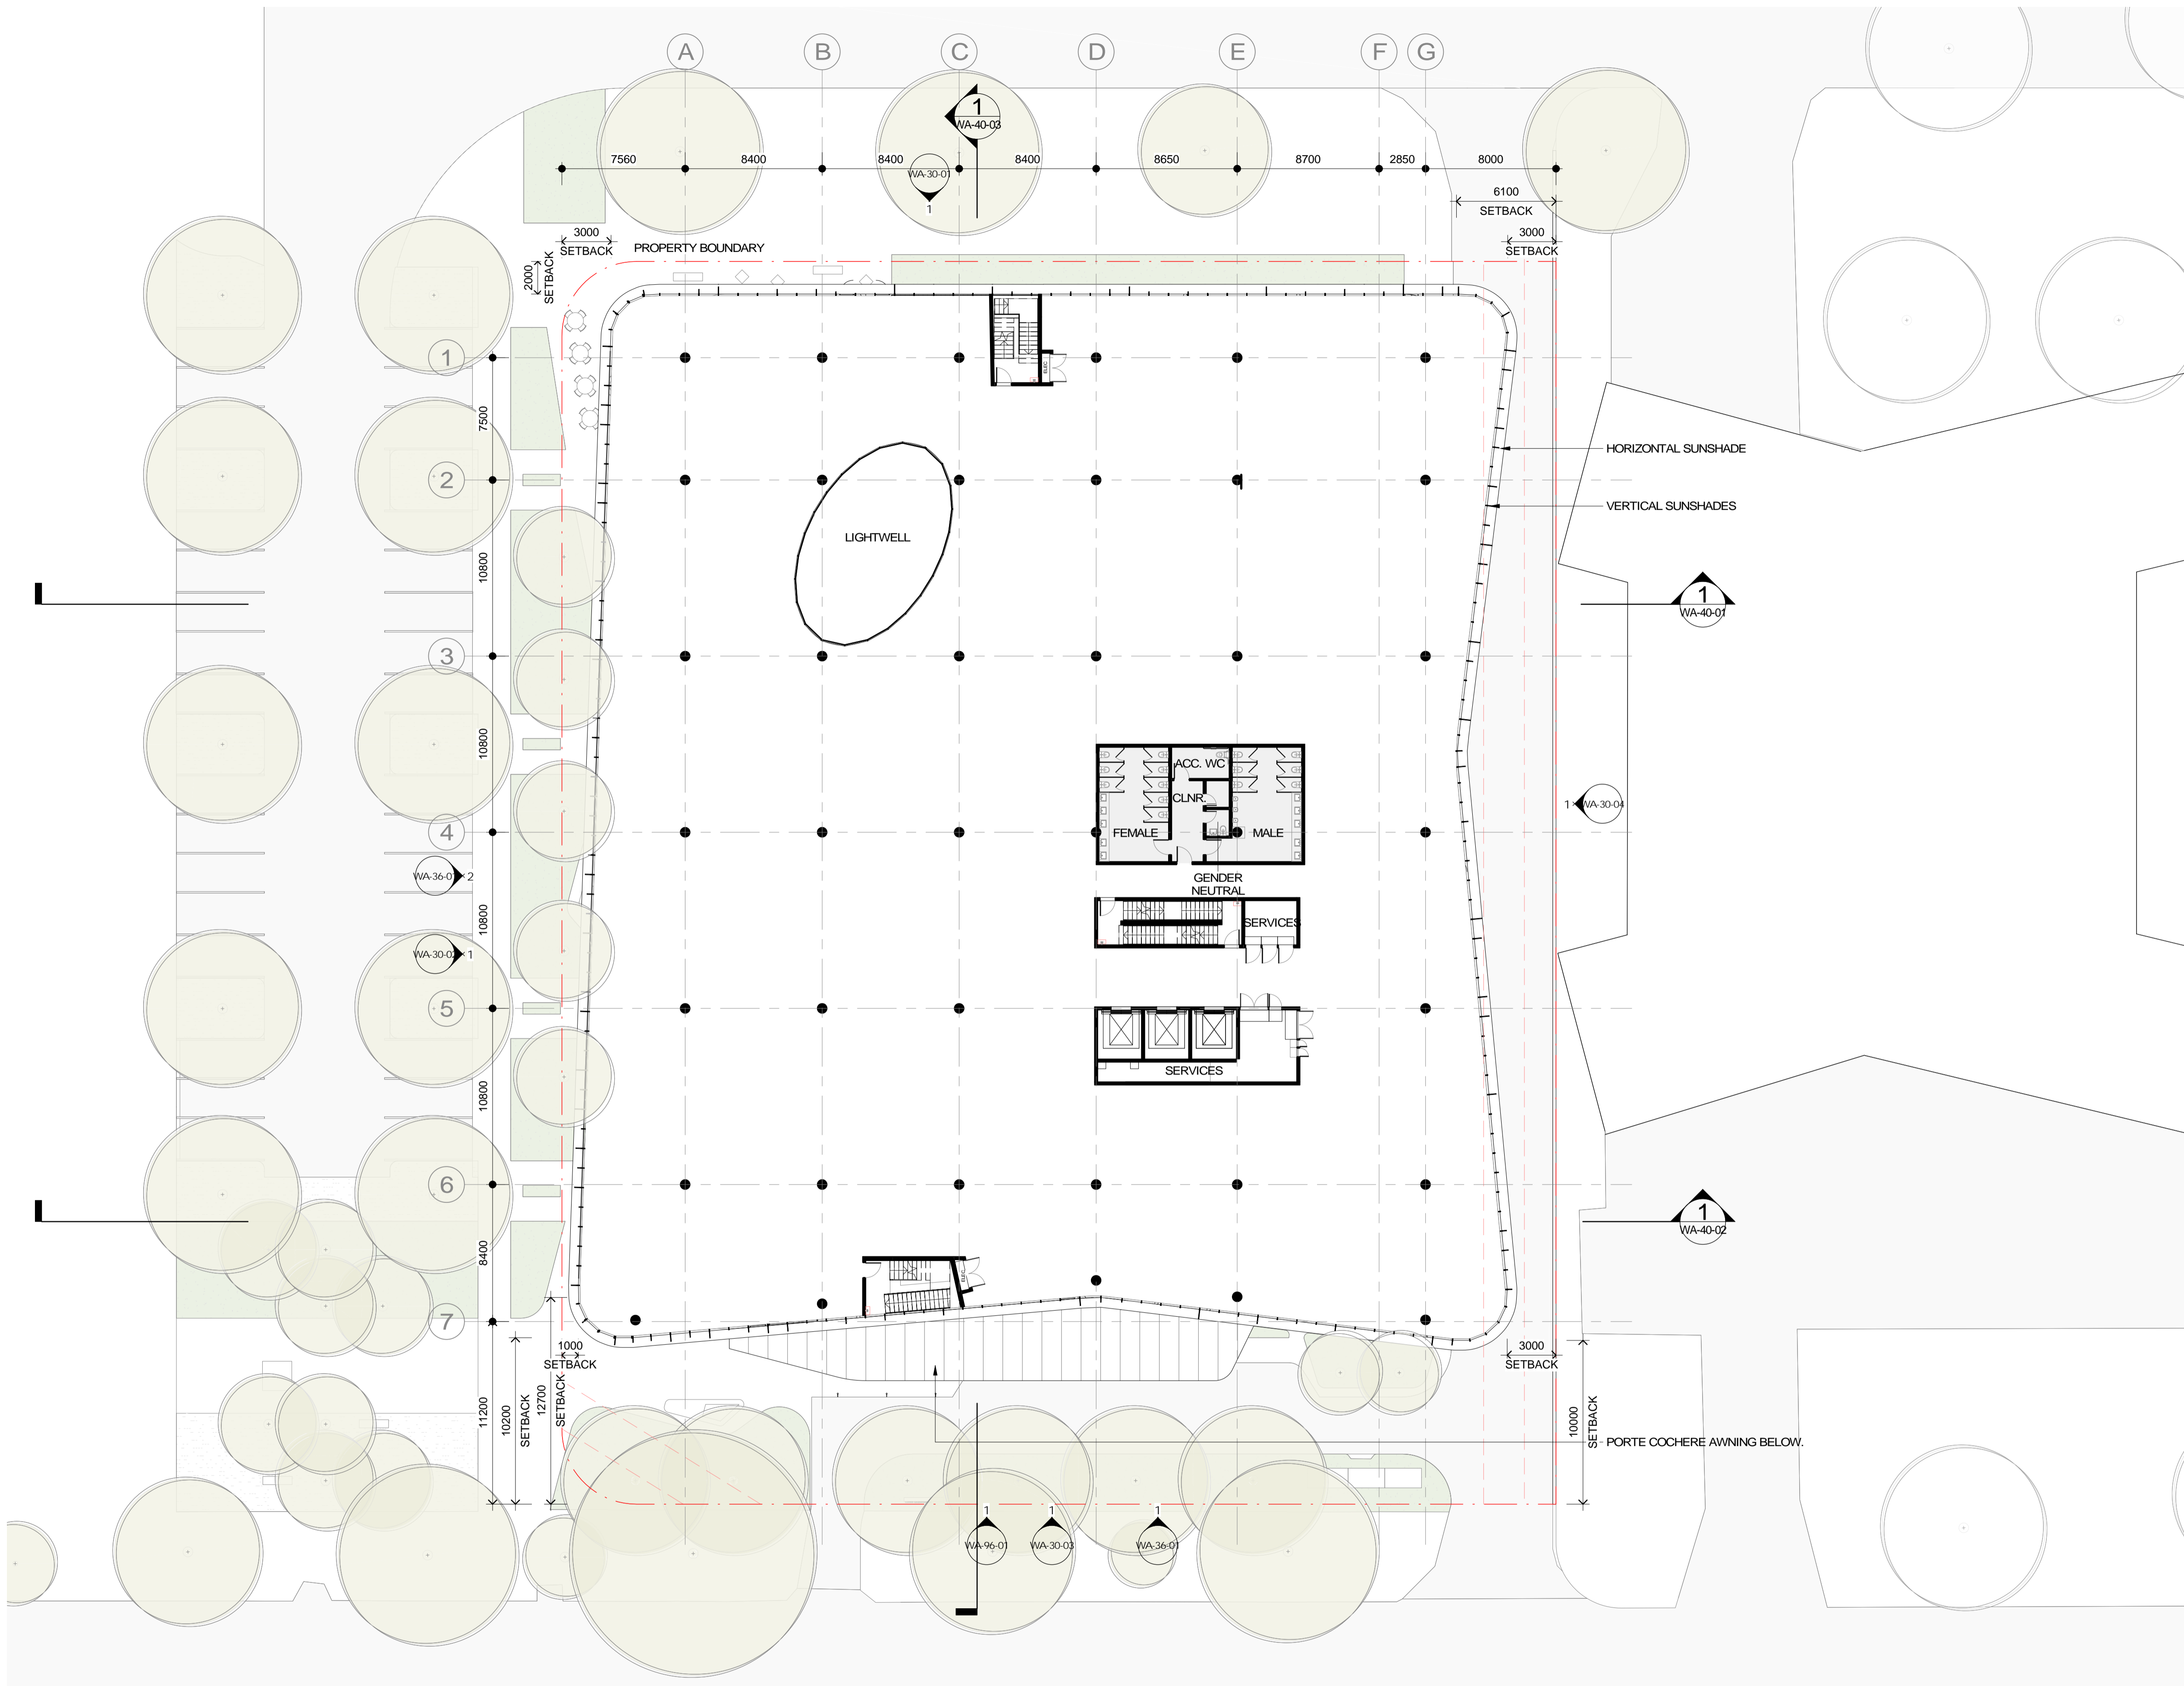 A B C D E F G
1
WA-40-03
7560 8400 8400 8400 8650 8700 2850 8000
WA-30-01
1
6100
SETBACK
3000
SETBACK
3000
SETBACK
2000
SETBACK
PROPERTY BOUNDARY
1
ELEC
7500
HORIZONTAL SUNSHADE
2
VERTICAL SUNSHADES
LIGHTWELL
10800
1
WA-40-01
3
10800
ACC. WC
CLNR.
1
WA-30-04
4
FEMALE
MALE
WA-36-01
2
GENDER
NEUTRAL
10800
SERVICES
WA-30-02
1
5
SERVICES
10800
6
1
WA-40-02
8400
ELEC
7
1000
SETBACK
3000
SETBACK
11200
10200
SETBACK
12700
SETBACK
10000
SETBACK
PORTE COCHERE AWNING BELOW.
1
WA-96-01
1
WA-30-03
1
WA-36-01